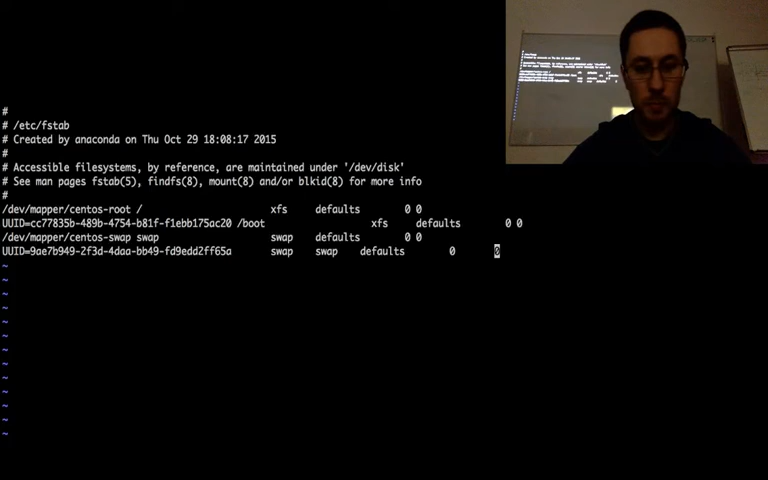 #
# /etc/fstab
# Created by anaconda on Thu Oct 29 18:08:17 2015
#
# Accessible filesystems, by reference, are maintained under '/dev/disk'
# See man pages fstab(5), findfs(8), mount(8) and/or blkid(8) for more info
#
/dev/mapper/centos-root / xfs defaults 0 0
UUID=cc77835b-489b-4754-b81f-f1ebb175ac20 /boot xfs defaults 0 0
/dev/mapper/centos-swap swap swap defaults 0 0
UUID=9ae7b949-2f3d-4daa-bb49-fd9edd2ff65a swap swap defaults 0 0
~
~
~
~
~
~
~
~
~
~
~
~
~